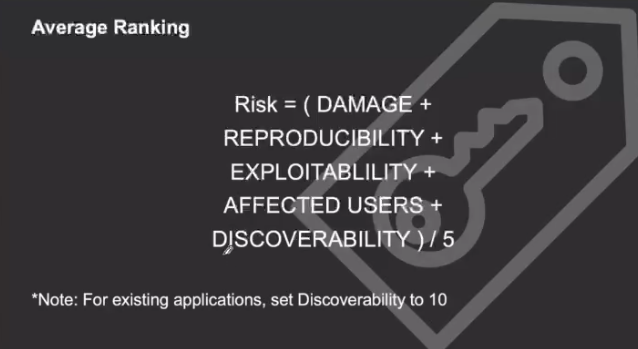 Average Ranking
Risk = ( DAMAGE +
REPRODUCIBILITY +
EXPLOITABLILITY +
AFFECTED USERS +
DISCOVERABILITY ) / 5
*Note: For existing applications, set Discoverability to 10